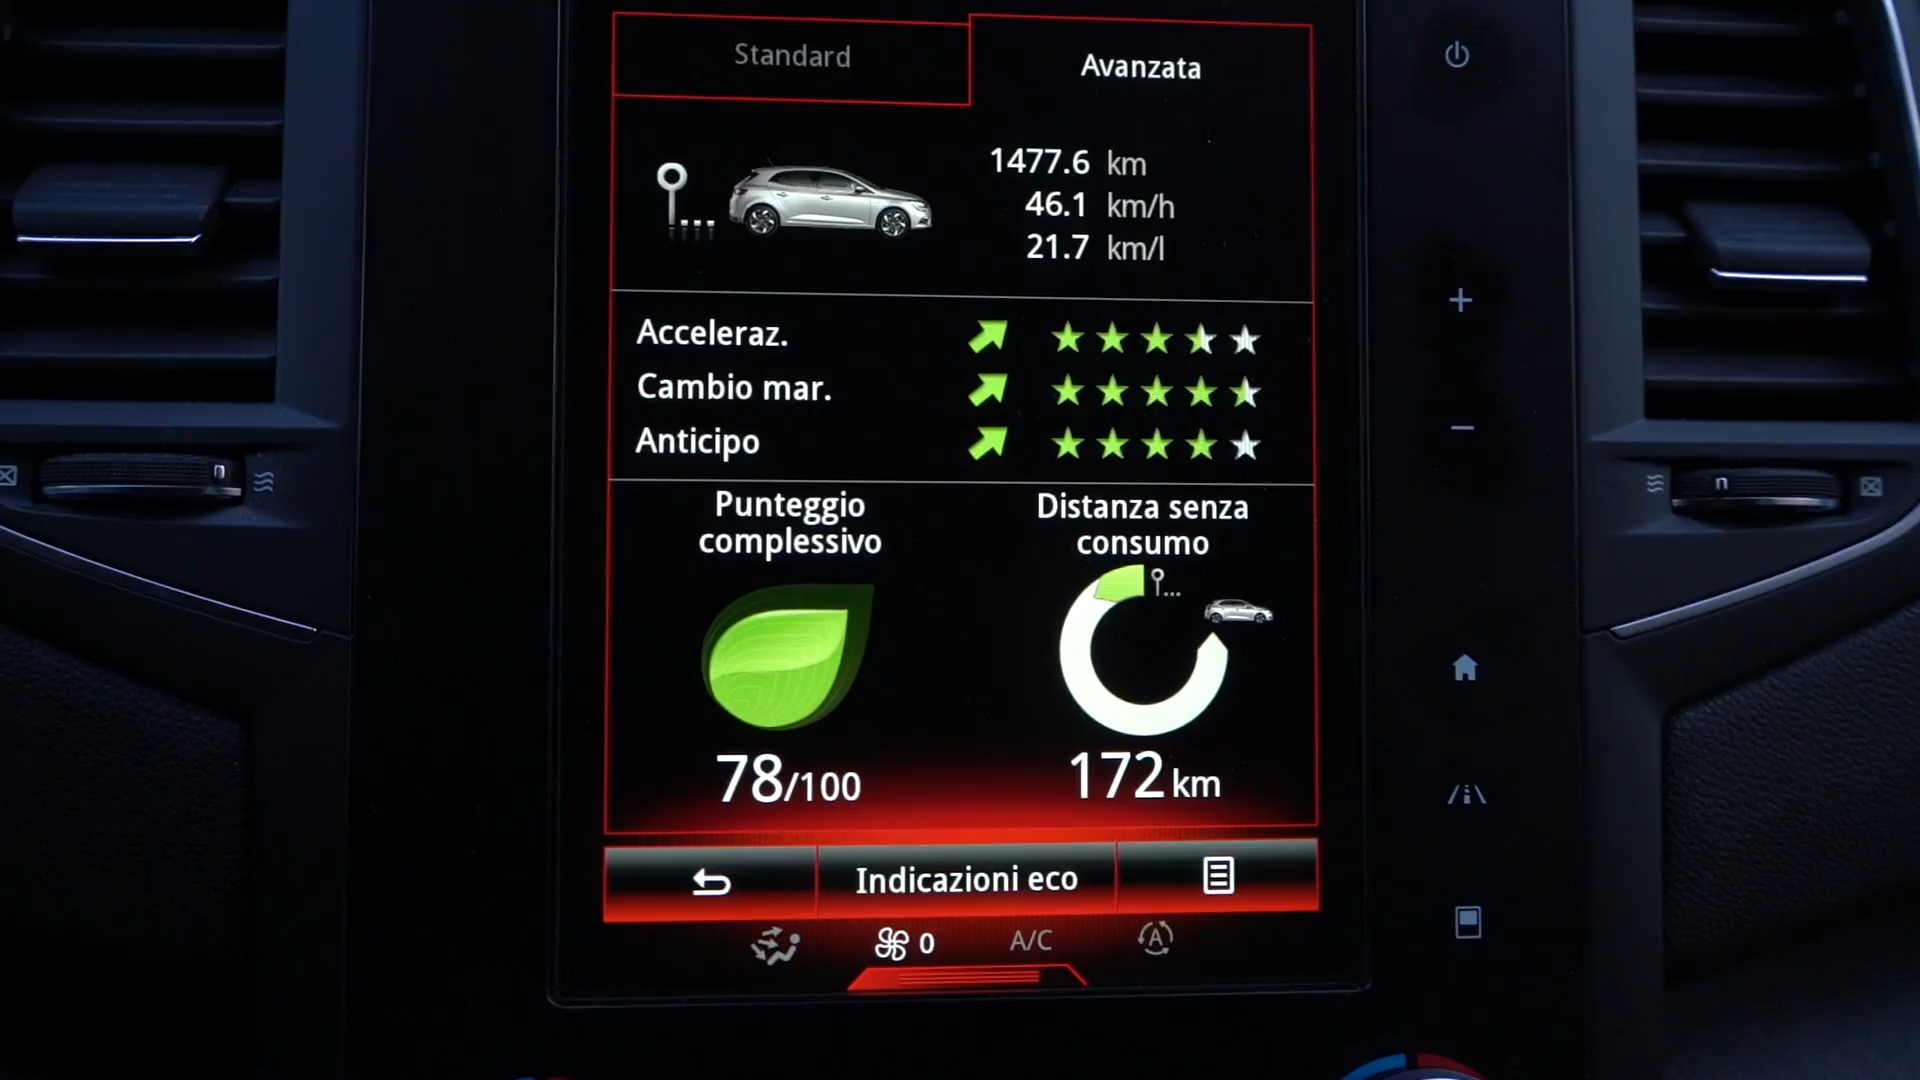 Standard
Avanzata
1477.6 km
46.1 km/h
21.7 km/l
Acceleraz.
Cambio mar.
Anticipo
Punteggio
complessivo
Distanza senza
consumo
78/100
172 km
Indicazioni eco
0
A/C
A